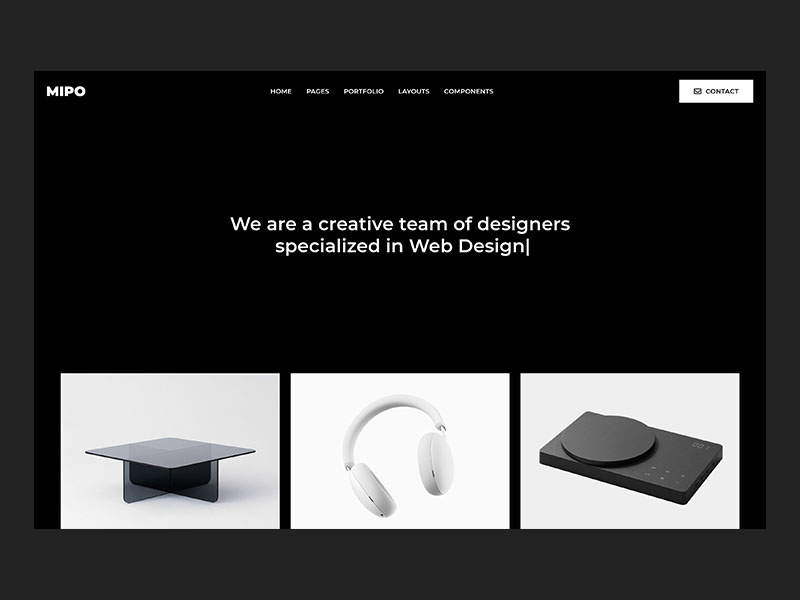 MIPO
HOME PAGES PORTFOLIO LAYOUTS COMPONENTS
CONTACT
We are a creative team of designers
specialized in Web Design|